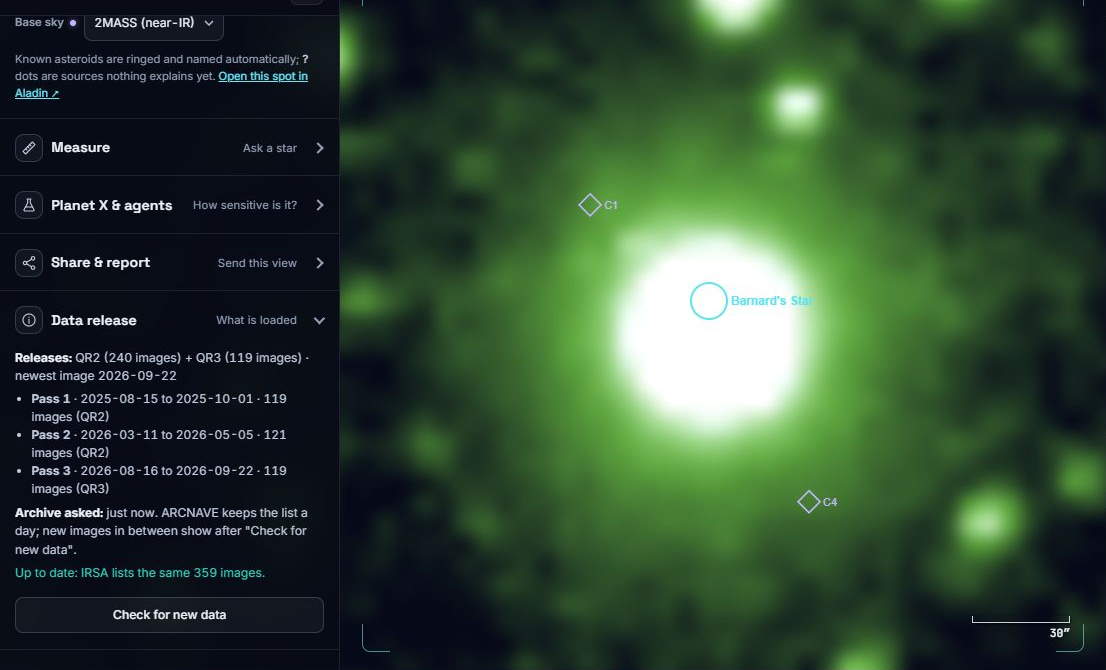 Base sky
2MASS (near-IR)
Known asteroids are ringed and named automatically; ?
dots are sources nothing explains yet. Open this spot in
Aladin ↗
Measure
Ask a star
Planet X & agents
How sensitive is it?
Share & report
Send this view
Data release
What is loaded
Releases: QR2 (240 images) + QR3 (119 images) ·
newest image 2026-09-22
• Pass 1 · 2025-08-15 to 2025-10-01 · 119
images (QR2)
• Pass 2 · 2026-03-11 to 2026-05-05 · 121
images (QR2)
• Pass 3 · 2026-08-16 to 2026-09-22 · 119
images (QR3)
Archive asked: just now. ARCNAVE keeps the list a
day; new images in between show after "Check for
new data".
Up to date: IRSA lists the same 359 images.
Check for new data
C1
Barnard's Star
C4
30″